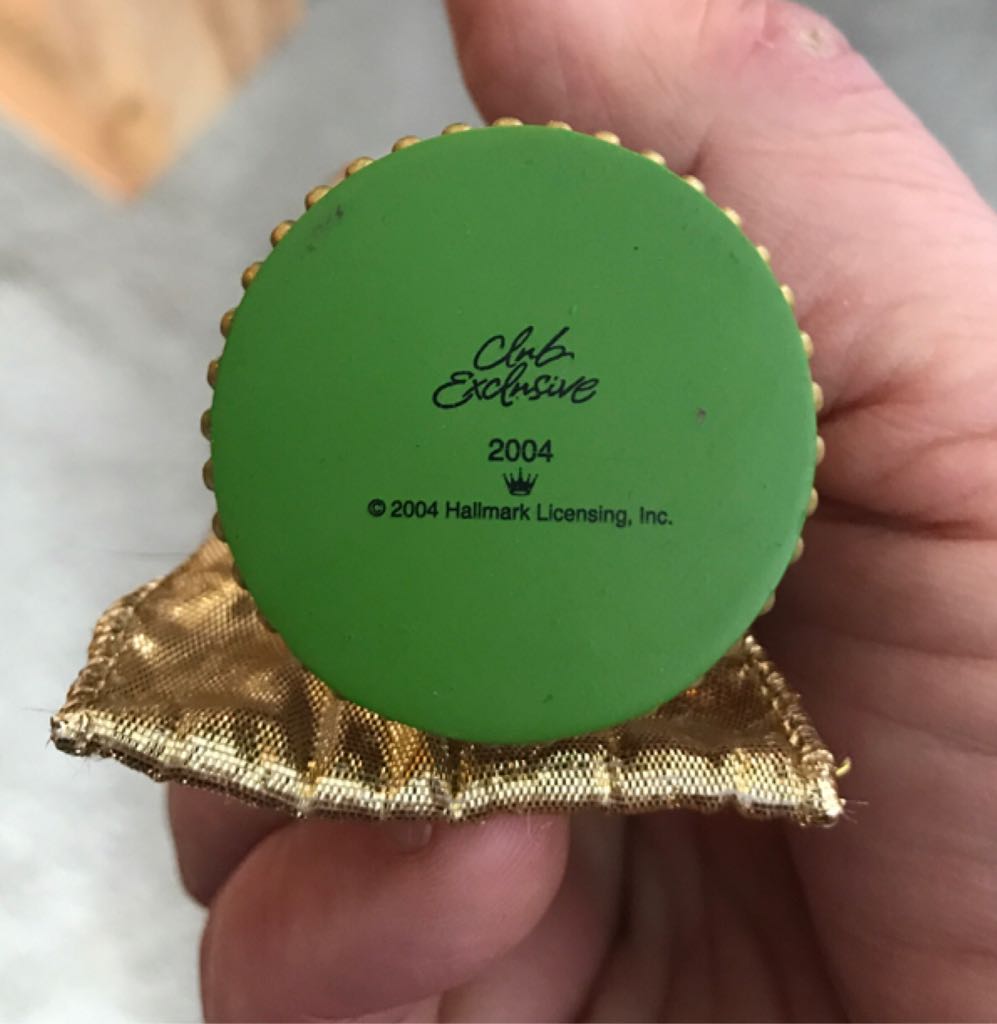 Club
Exclusive
2004
© 2004 Hallmark Licensing, Inc.